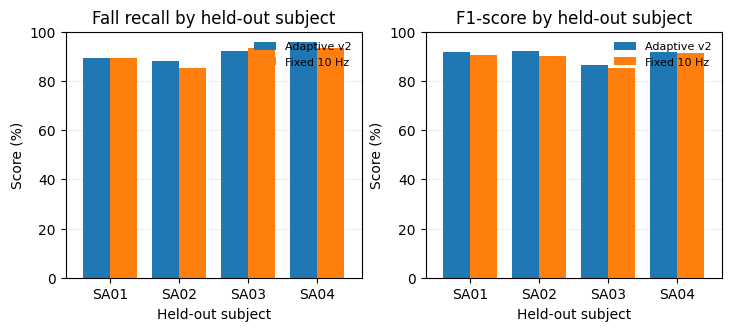 Fall recall by held-out subject
Score (%)
100
80
60
40
20
0
Adaptive v2
Fixed 10 Hz
SA01 SA02 SA03 SA04
Held-out subject
F1-score by held-out subject
Score (%)
100
80
60
40
20
0
Adaptive v2
Fixed 10 Hz
SA01 SA02 SA03 SA04
Held-out subject